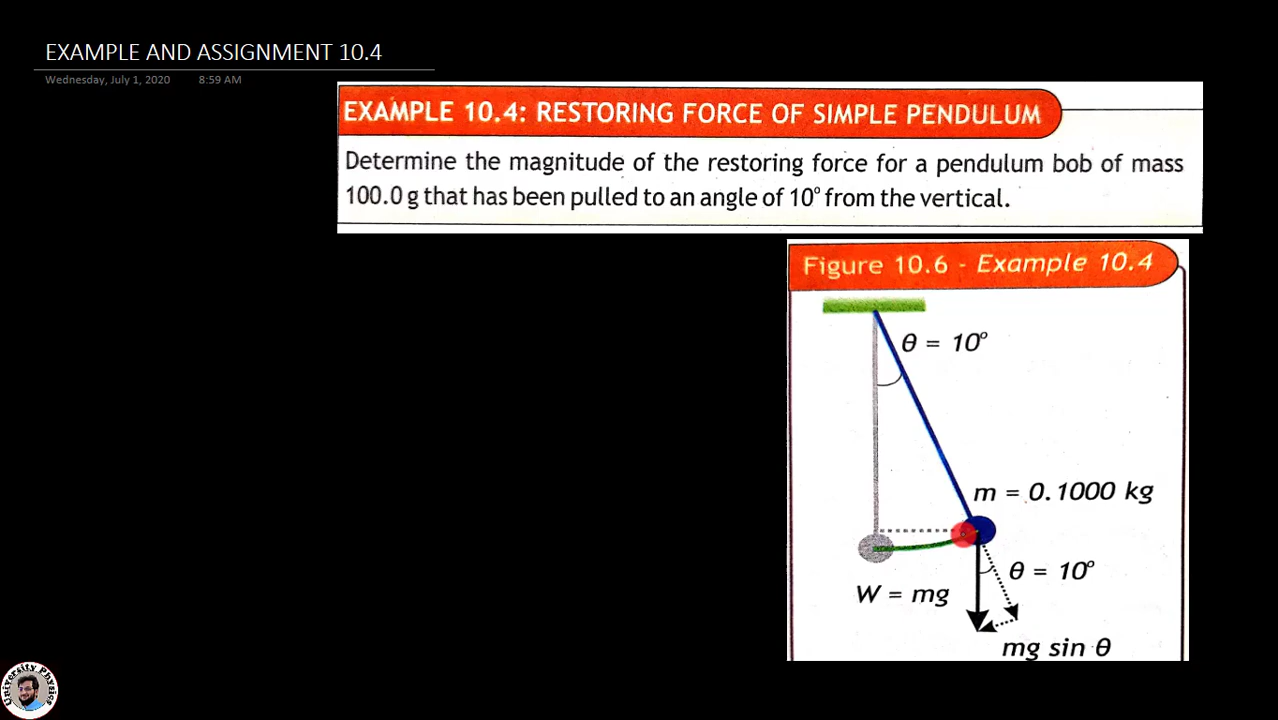 EXAMPLE AND ASSIGNMENT 10.4
Wednesday, July 1, 2020 8:59 AM
EXAMPLE 10.4: RESTORING FORCE OF SIMPLE PENDULUM
Determine the magnitude of the restoring force for a pendulum bob of mass
100.0 g that has been pulled to an angle of 10° from the vertical.
Figure 10.6 - Example 10.4
θ = 10°
m = 0.1000 kg
θ = 10°
W = mg
mg sin θ
University Physics